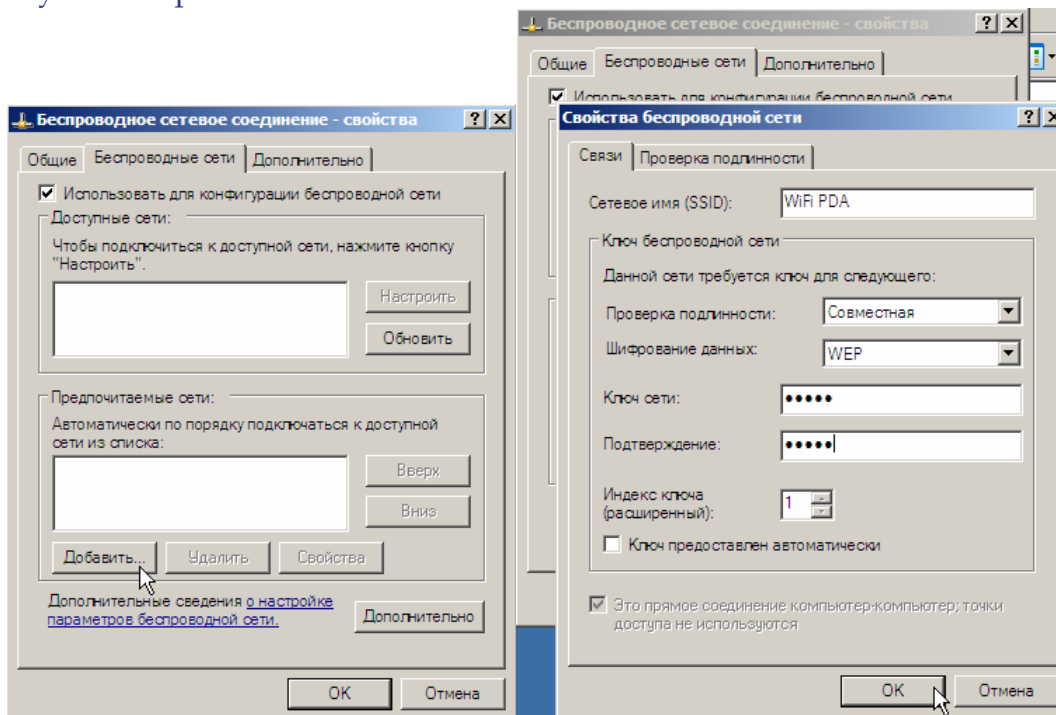 Беспроводное сетевое соединение - свойства
Общие Беспроводные сети Дополнительно
Использовать для конфигурации беспроводной сети
Доступные сети:
Чтобы подключиться к доступной сети, нажмите кнопку
"Настроить".
Настроить
Обновить
Предпочитаемые сети:
Автоматически по порядку подключаться к доступной
сети из списка:
Вверх
Вниз
Добавить... Удалить Свойства
Дополнительные сведения о настройке
параметров беспроводной сети.
Дополнительно
OK Отмена
Беспроводное сетевое соединение - свойства
Общие Беспроводные сети Дополнительно
Использовать для конфигурации беспроводной сети
Свойства беспроводной сети
Связи Проверка подлинности
Сетевое имя (SSID): WiFi PDA
Ключ беспроводной сети
Данной сети требуется ключ для следующего:
Проверка подлинности: Совместная
Шифрование данных: WEP
Ключ сети: •••••
Подтверждение: •••••
Индекс ключа
(расширенный): 1
Ключ предоставлен автоматически
Это прямое соединение компьютер-компьютер; точки
доступа не используются
OK Отмена